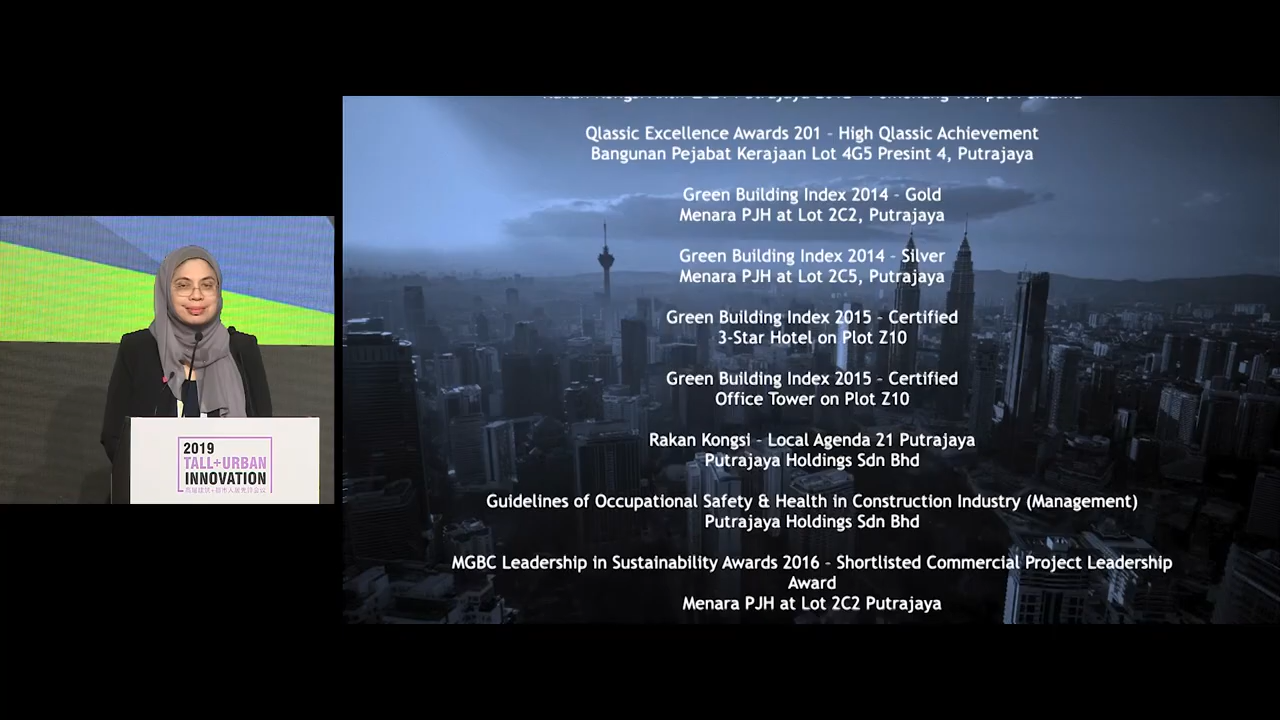 2019
TALL+URBAN
INNOVATION
Qlassic Excellence Awards 201 - High Qlassic Achievement
Bangunan Pejabat Kerajaan Lot 4G5 Presint 4, Putrajaya
Green Building Index 2014 - Gold
Menara PJH at Lot 2C2, Putrajaya
Green Building Index 2014 - Silver
Menara PJH at Lot 2C5, Putrajaya
Green Building Index 2015 - Certified
3-Star Hotel on Plot Z10
Green Building Index 2015 - Certified
Office Tower on Plot Z10
Rakan Kongsi - Local Agenda 21 Putrajaya
Putrajaya Holdings Sdn Bhd
Guidelines of Occupational Safety & Health in Construction Industry (Management)
Putrajaya Holdings Sdn Bhd
MGBC Leadership in Sustainability Awards 2016 - Shortlisted Commercial Project Leadership
Award
Menara PJH at Lot 2C2 Putrajaya